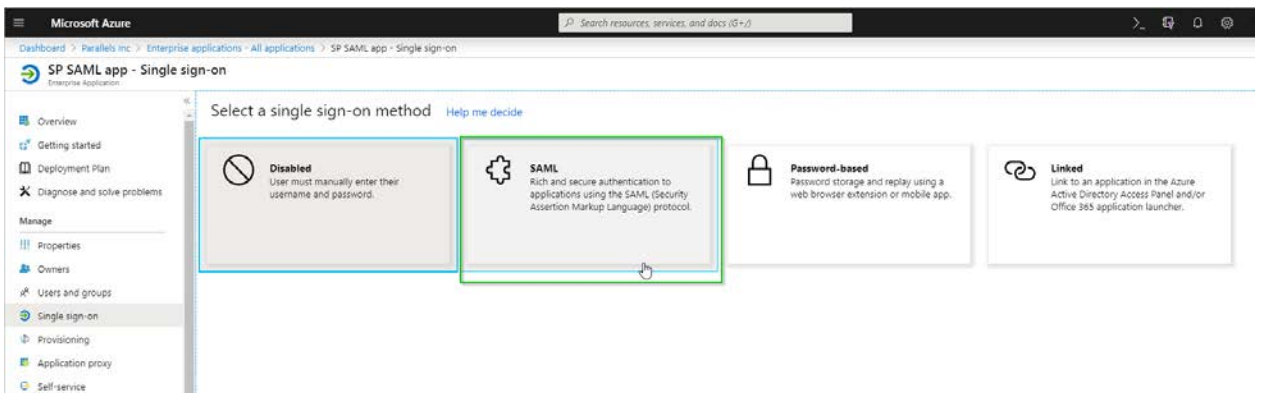 Microsoft Azure
Search resources, services, and docs (G+/)
Dashboard > Parallels Inc > Enterprise applications - All applications > SP SAML app - Single sign-on
SP SAML app - Single sign-on
Enterprise Application
«
Select a single sign-on method Help me decide
Overview
Getting started
Deployment Plan
Diagnose and solve problems
Manage
Properties
Owners
Users and groups
Single sign-on
Provisioning
Application proxy
Self-service
Disabled
User must manually enter their
username and password.
SAML
Rich and secure authentication to
applications using the SAML (Security
Assertion Markup Language) protocol.
Password-based
Password storage and replay using a
web browser extension or mobile app.
Linked
Link to an application in the Azure
Active Directory Access Panel and/or
Office 365 application launcher.